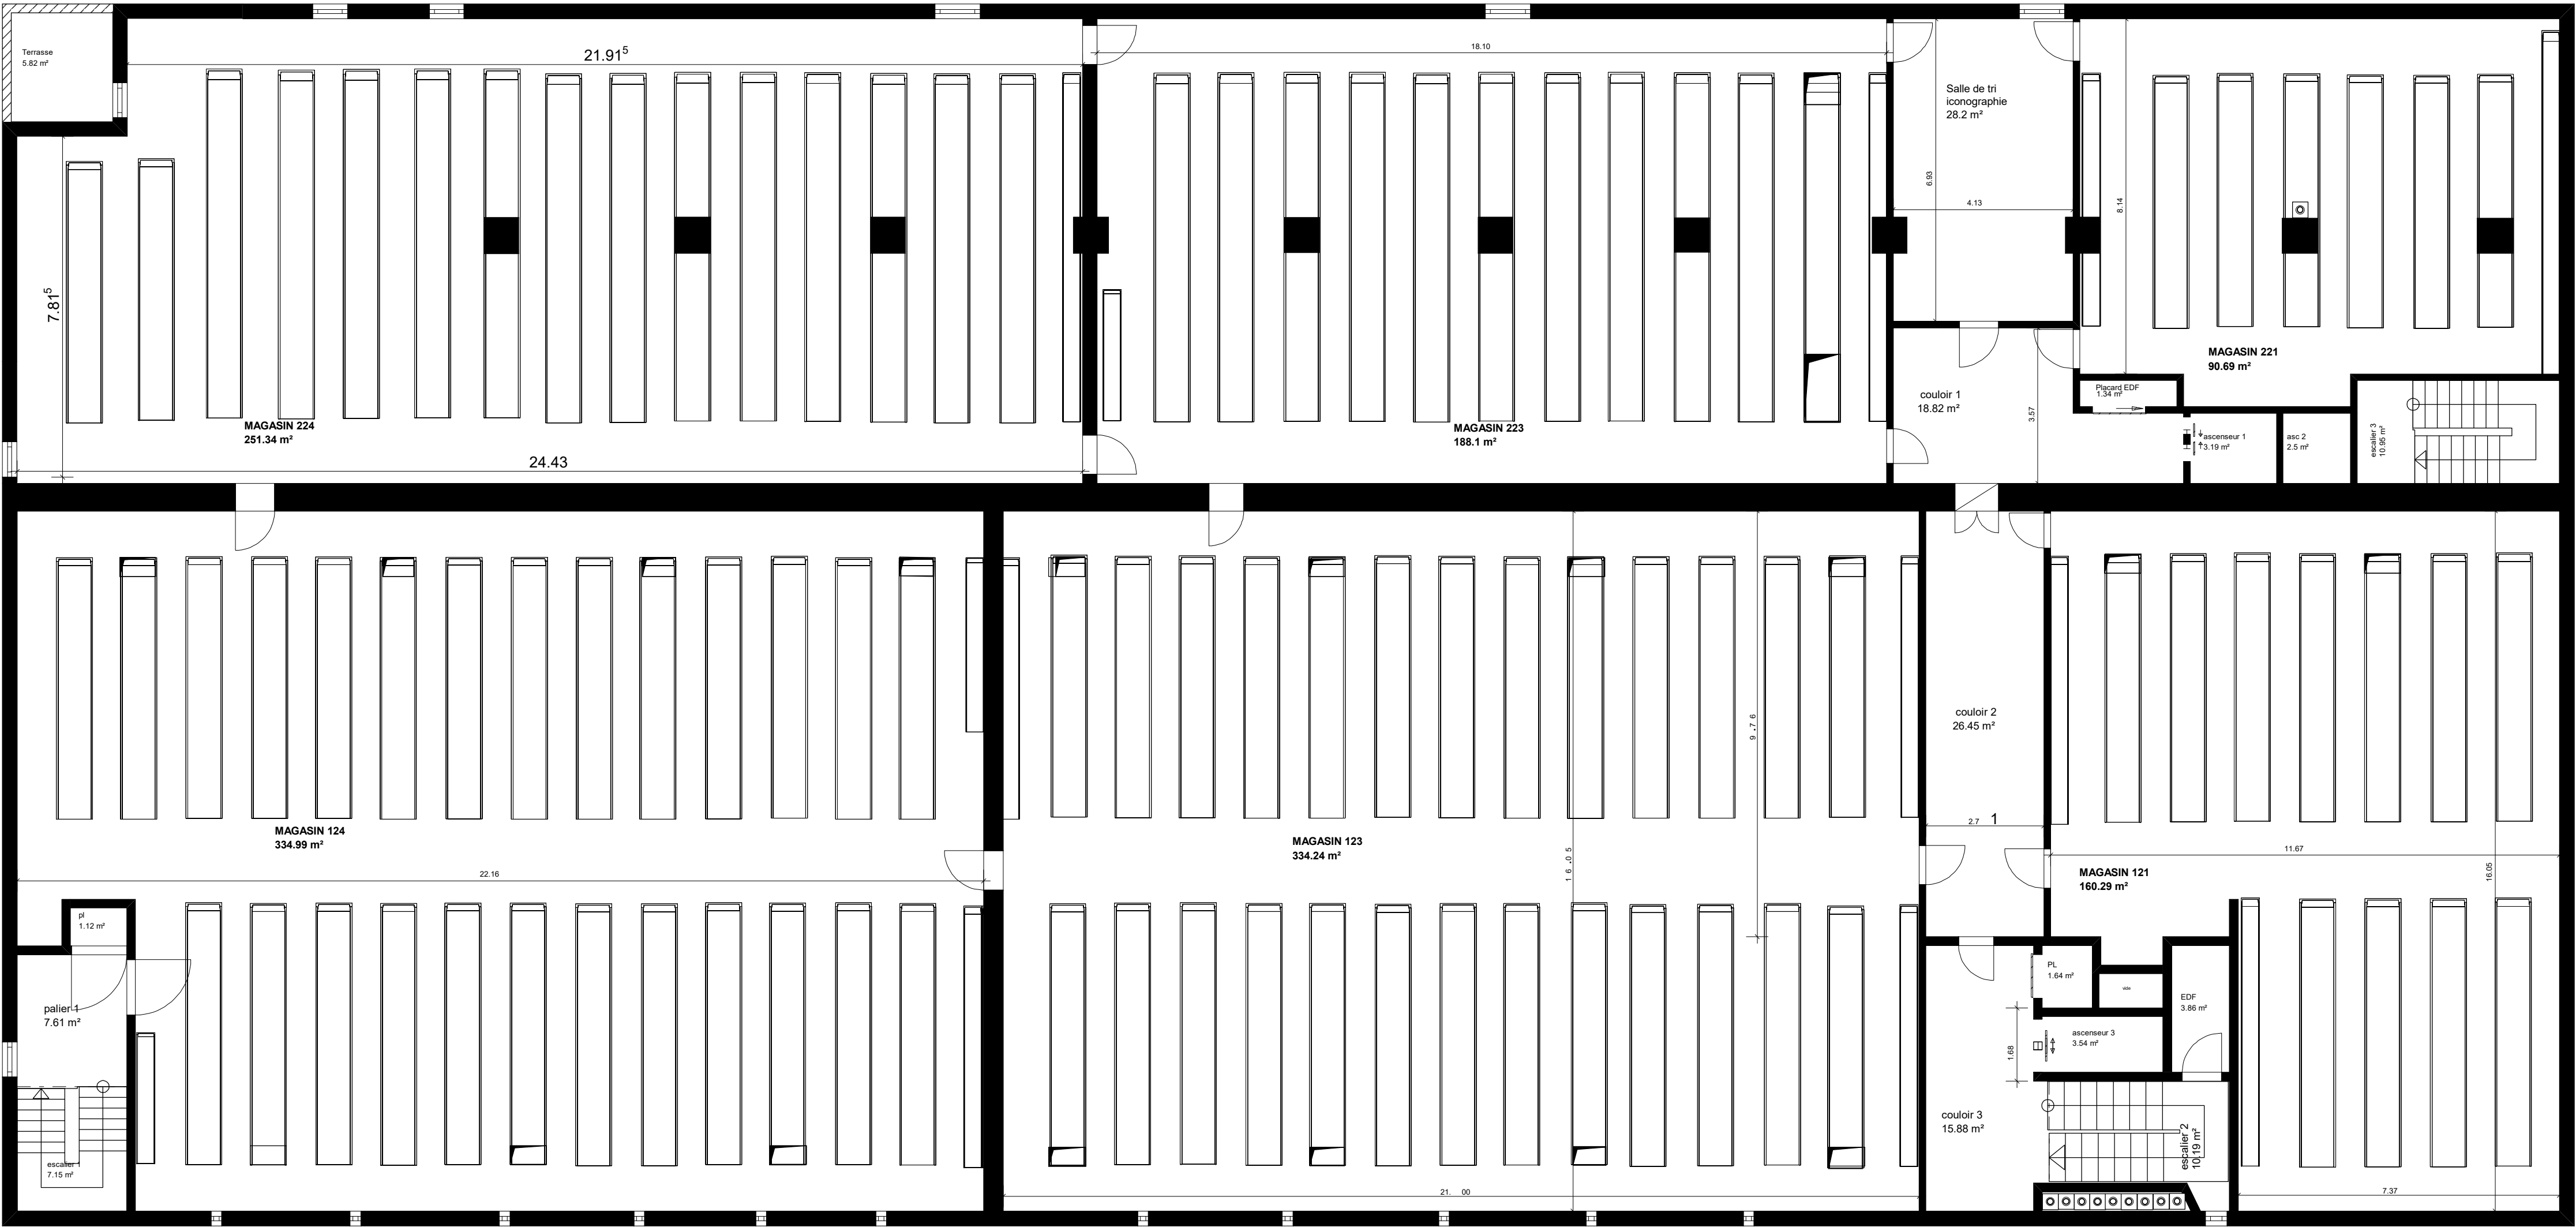 Terrasse
5.82 m²
21.91⁵
18.10
Salle de tri
iconographie
28.2 m²
6.93
4.13
8.14
7.81⁵
MAGASIN 224
251.34 m²
24.43
MAGASIN 223
188.1 m²
couloir 1
18.82 m²
3.57
MAGASIN 221
90.69 m²
Placard EDF
1.34 m²
ascenseur 1
3.19 m²
asc 2
2.5 m²
escalier 3
10.95 m²
MAGASIN 124
334.99 m²
22.16
pl
1.12 m²
palier 1
7.61 m²
escalier 1
7.15 m²
MAGASIN 123
334.24 m²
16.05
9.76
21. 00
couloir 2
26.45 m²
2.7 1
MAGASIN 121
160.29 m²
11.67
16.05
PL
1.64 m²
vide
EDF
3.86 m²
ascenseur 3
3.54 m²
1.68
couloir 3
15.88 m²
escalier 2
10.19 m²
7.37